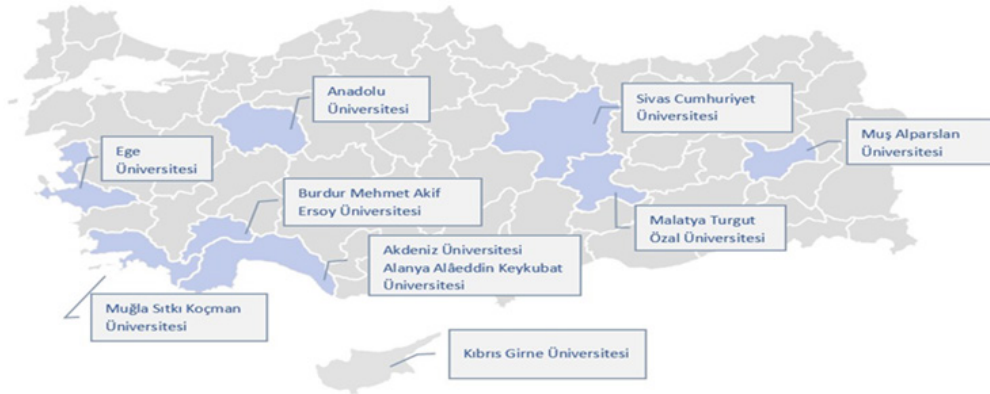 Anadolu
Üniversitesi
Sivas Cumhuriyet
Üniversitesi
Muş Alparslan
Üniversitesi
Ege
Üniversitesi
Burdur Mehmet Akif
Ersoy Üniversitesi
Malatya Turgut
Özal Üniversitesi
Akdeniz Üniversitesi
Alanya Alâeddin Keykubat
Üniversitesi
Muğla Sıtkı Koçman
Üniversitesi
Kıbrıs Girne Üniversitesi